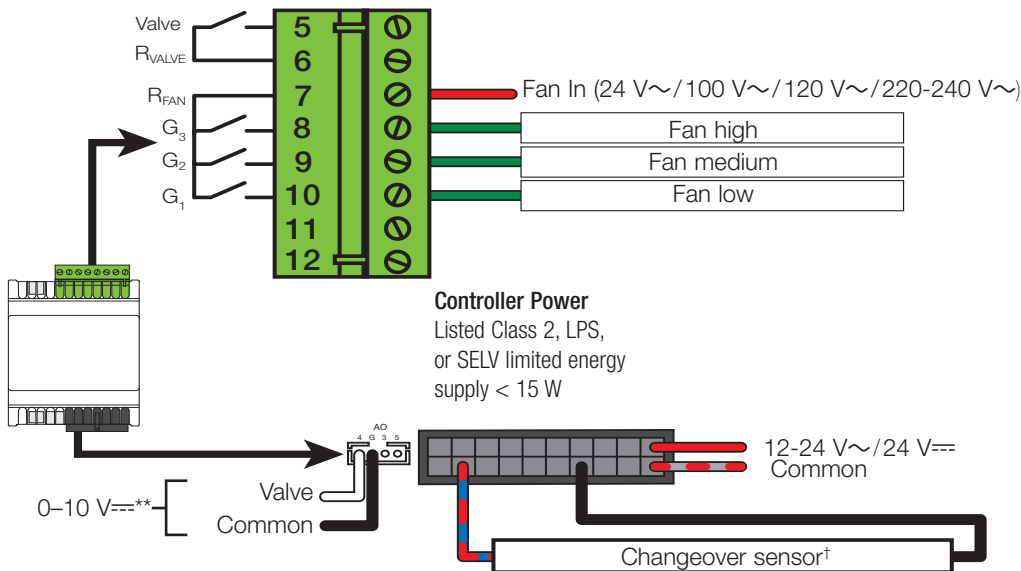 Valve
5
R VALVE
6
R FAN
7
Fan In (24 V～/100 V～/120 V～/220-240 V～)
G3
8
Fan high
G2
9
Fan medium
G1
10
Fan low
11
12
Controller Power
Listed Class 2, LPS,
or SELV limited energy
supply < 15 W
AO
4 G 3 5
12-24 V～/24 V⎓
Common
Valve
0–10 V⎓**
Common
Changeover sensor†